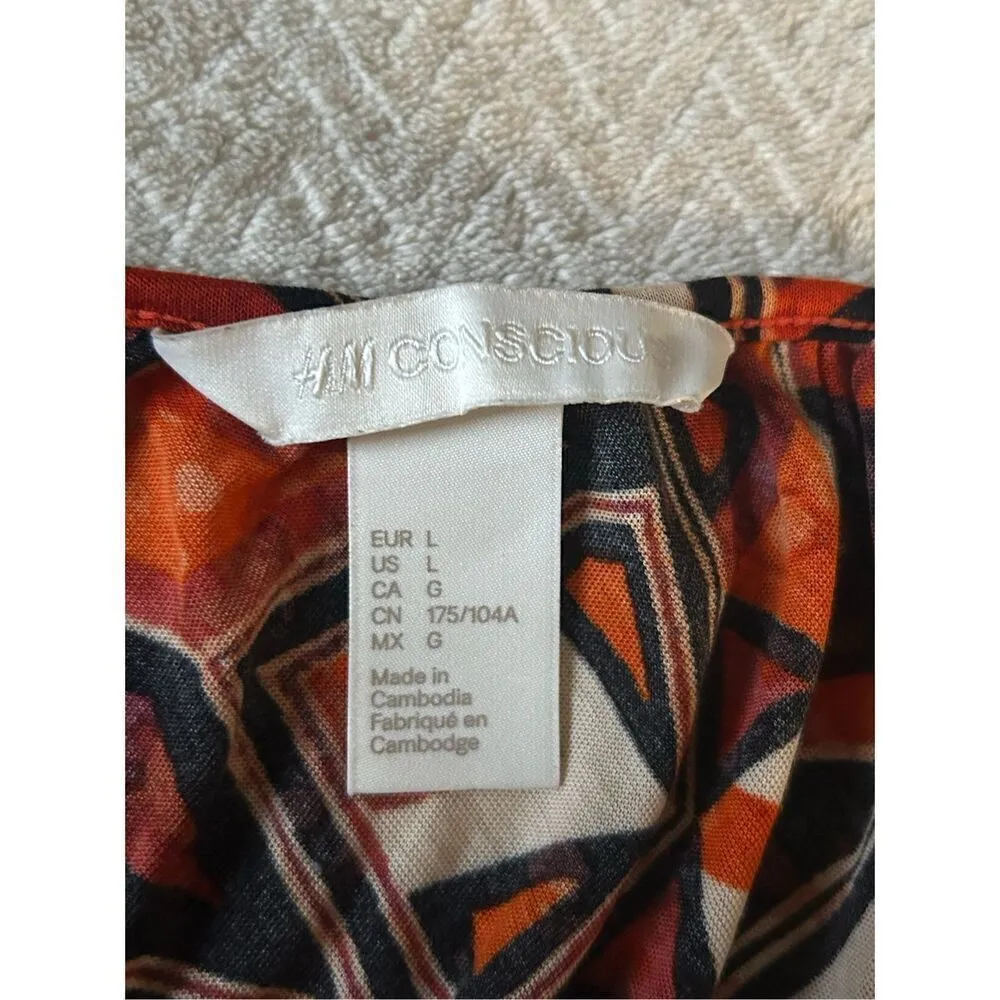 H&M CONSCIOUS
EUR L
US L
CA G
CN 175/104A
MX G
Made in
Cambodia
Fabriqué en
Cambodge